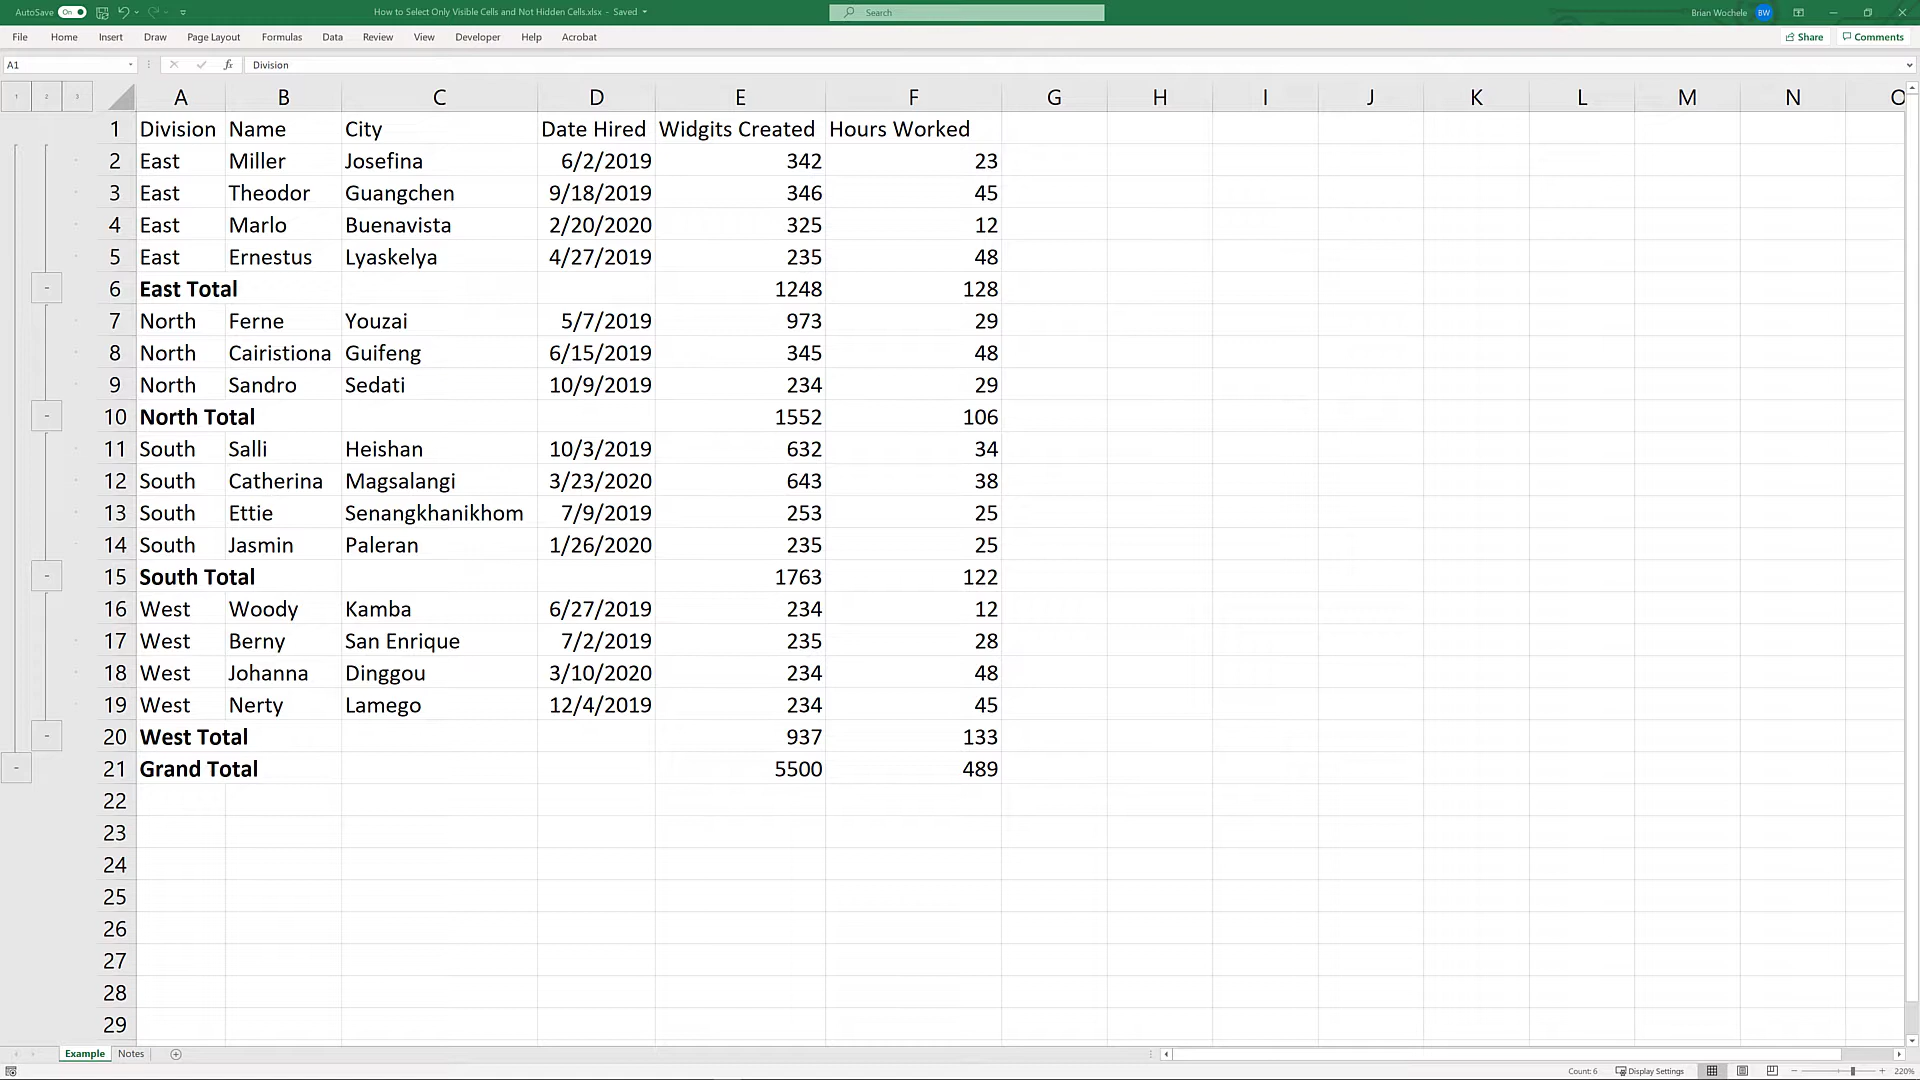 AutoSave On How to Select Only Visible Cells and Not Hidden Cells.xlsx - Saved Search Brian Wochele BW
File Home Insert Draw Page Layout Formulas Data Review View Developer Help Acrobat Share Comments
A1 fx Division
1 2 3 A B C D E F G H I J K L M N O
1 Division Name City Date Hired Widgits Created Hours Worked
2 East Miller Josefina 6/2/2019 342 23
3 East Theodor Guangchen 9/18/2019 346 45
4 East Marlo Buenavista 2/20/2020 325 12
5 East Ernestus Lyaskelya 4/27/2019 235 48
6 East Total 1248 128
7 North Ferne Youzai 5/7/2019 973 29
8 North Cairistiona Guifeng 6/15/2019 345 48
9 North Sandro Sedati 10/9/2019 234 29
10 North Total 1552 106
11 South Salli Heishan 10/3/2019 632 34
12 South Catherina Magsalangi 3/23/2020 643 38
13 South Ettie Senangkhanikhom 7/9/2019 253 25
14 South Jasmin Paleran 1/26/2020 235 25
15 South Total 1763 122
16 West Woody Kamba 6/27/2019 234 12
17 West Berny San Enrique 7/2/2019 235 28
18 West Johanna Dinggou 3/10/2020 234 48
19 West Nerty Lamego 12/4/2019 234 45
20 West Total 937 133
21 Grand Total 5500 489
22
23
24
25
26
27
28
29
Example Notes
Count: 6 Display Settings 220%